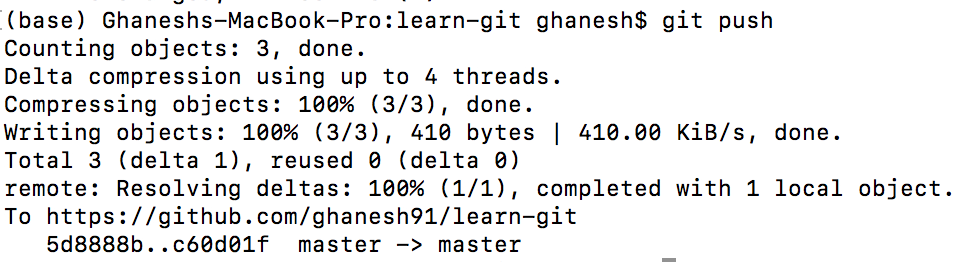 (base) Ghaneshs-MacBook-Pro:learn-git ghanesh$ git push
Counting objects: 3, done.
Delta compression using up to 4 threads.
Compressing objects: 100% (3/3), done.
Writing objects: 100% (3/3), 410 bytes | 410.00 KiB/s, done.
Total 3 (delta 1), reused 0 (delta 0)
remote: Resolving deltas: 100% (1/1), completed with 1 local object.
To https://github.com/ghanesh91/learn-git
   5d8888b..c60d01f  master -> master